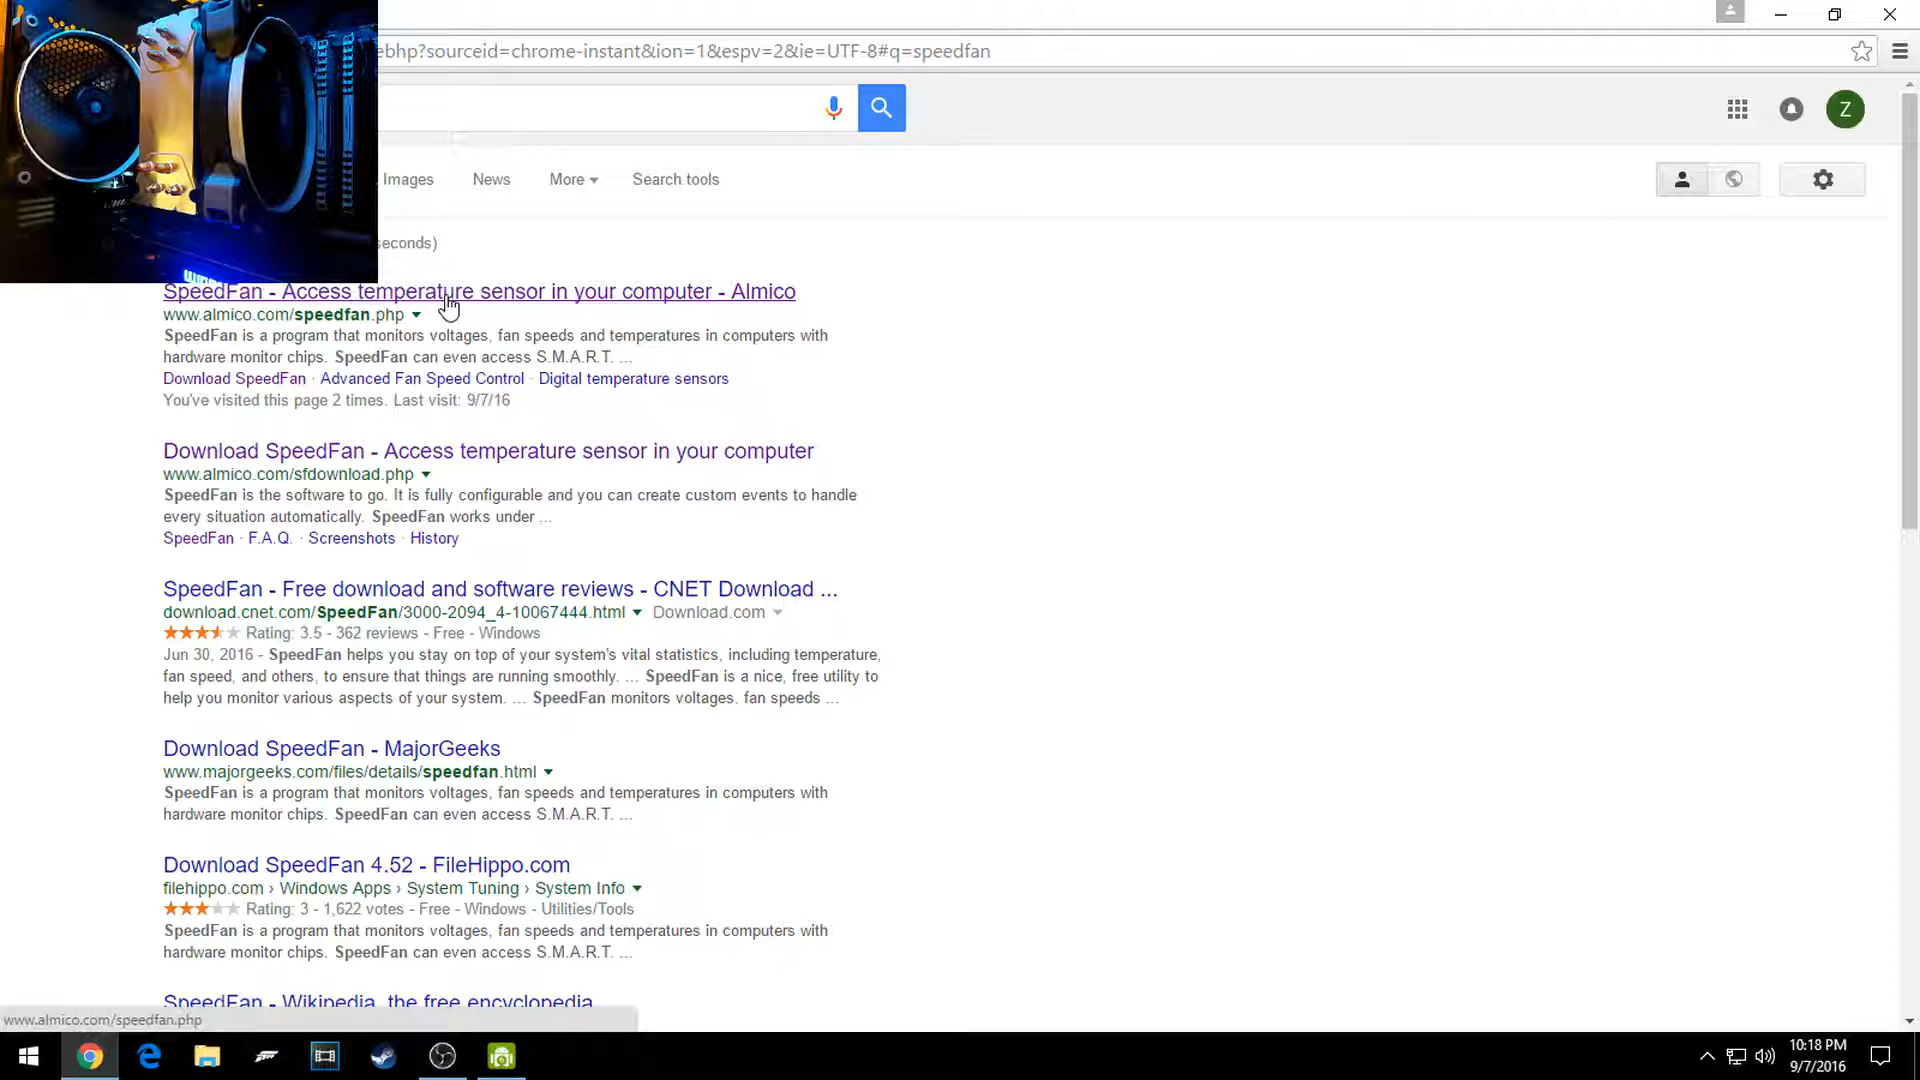 ebhp?sourceid=chrome-instant&ion=1&espv=2&ie=UTF-8#q=speedfan
Z
Images News More Search tools
seconds)
SpeedFan - Access temperature sensor in your computer - Almico
www.almico.com/speedfan.php
SpeedFan is a program that monitors voltages, fan speeds and temperatures in computers with
hardware monitor chips. SpeedFan can even access S.M.A.R.T. ...
Download SpeedFan · Advanced Fan Speed Control · Digital temperature sensors
You've visited this page 2 times. Last visit: 9/7/16
Download SpeedFan - Access temperature sensor in your computer
www.almico.com/sfdownload.php
SpeedFan is the software to go. It is fully configurable and you can create custom events to handle
every situation automatically. SpeedFan works under ...
SpeedFan · F.A.Q. · Screenshots · History
SpeedFan - Free download and software reviews - CNET Download ...
download.cnet.com/SpeedFan/3000-2094_4-10067444.html Download.com
Rating: 3.5 - 362 reviews - Free - Windows
Jun 30, 2016 - SpeedFan helps you stay on top of your system's vital statistics, including temperature,
fan speed, and others, to ensure that things are running smoothly. ... SpeedFan is a nice, free utility to
help you monitor various aspects of your system. ... SpeedFan monitors voltages. fan speeds ...
Download SpeedFan - MajorGeeks
www.majorgeeks.com/files/details/speedfan.html
SpeedFan is a program that monitors voltages, fan speeds and temperatures in computers with
hardware monitor chips. SpeedFan can even access S.M.A.R.T. ...
Download SpeedFan 4.52 - FileHippo.com
filehippo.com › Windows Apps › System Tuning › System Info
Rating: 3 - 1,622 votes - Free - Windows - Utilities/Tools
SpeedFan is a program that monitors voltages, fan speeds and temperatures in computers with
hardware monitor chips. SpeedFan can even access S.M.A.R.T. ...
SpeedFan - Wikipedia, the free encyclopedia
www.almico.com/speedfan.php
10:18 PM
9/7/2016